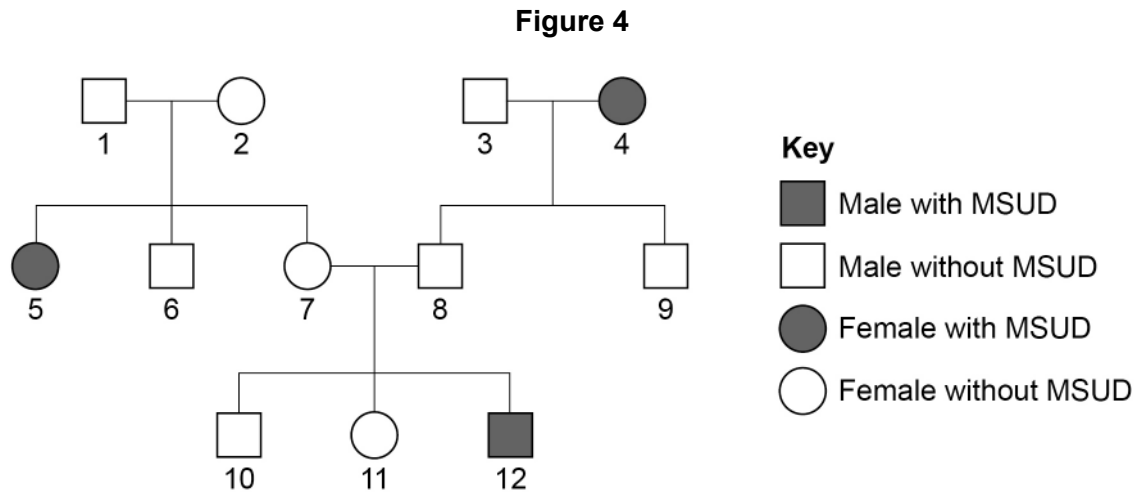 Figure 4
1 2 3 4
Key
Male with MSUD
Male without MSUD
5 6 7 8 9
Female with MSUD
Female without MSUD
10 11 12